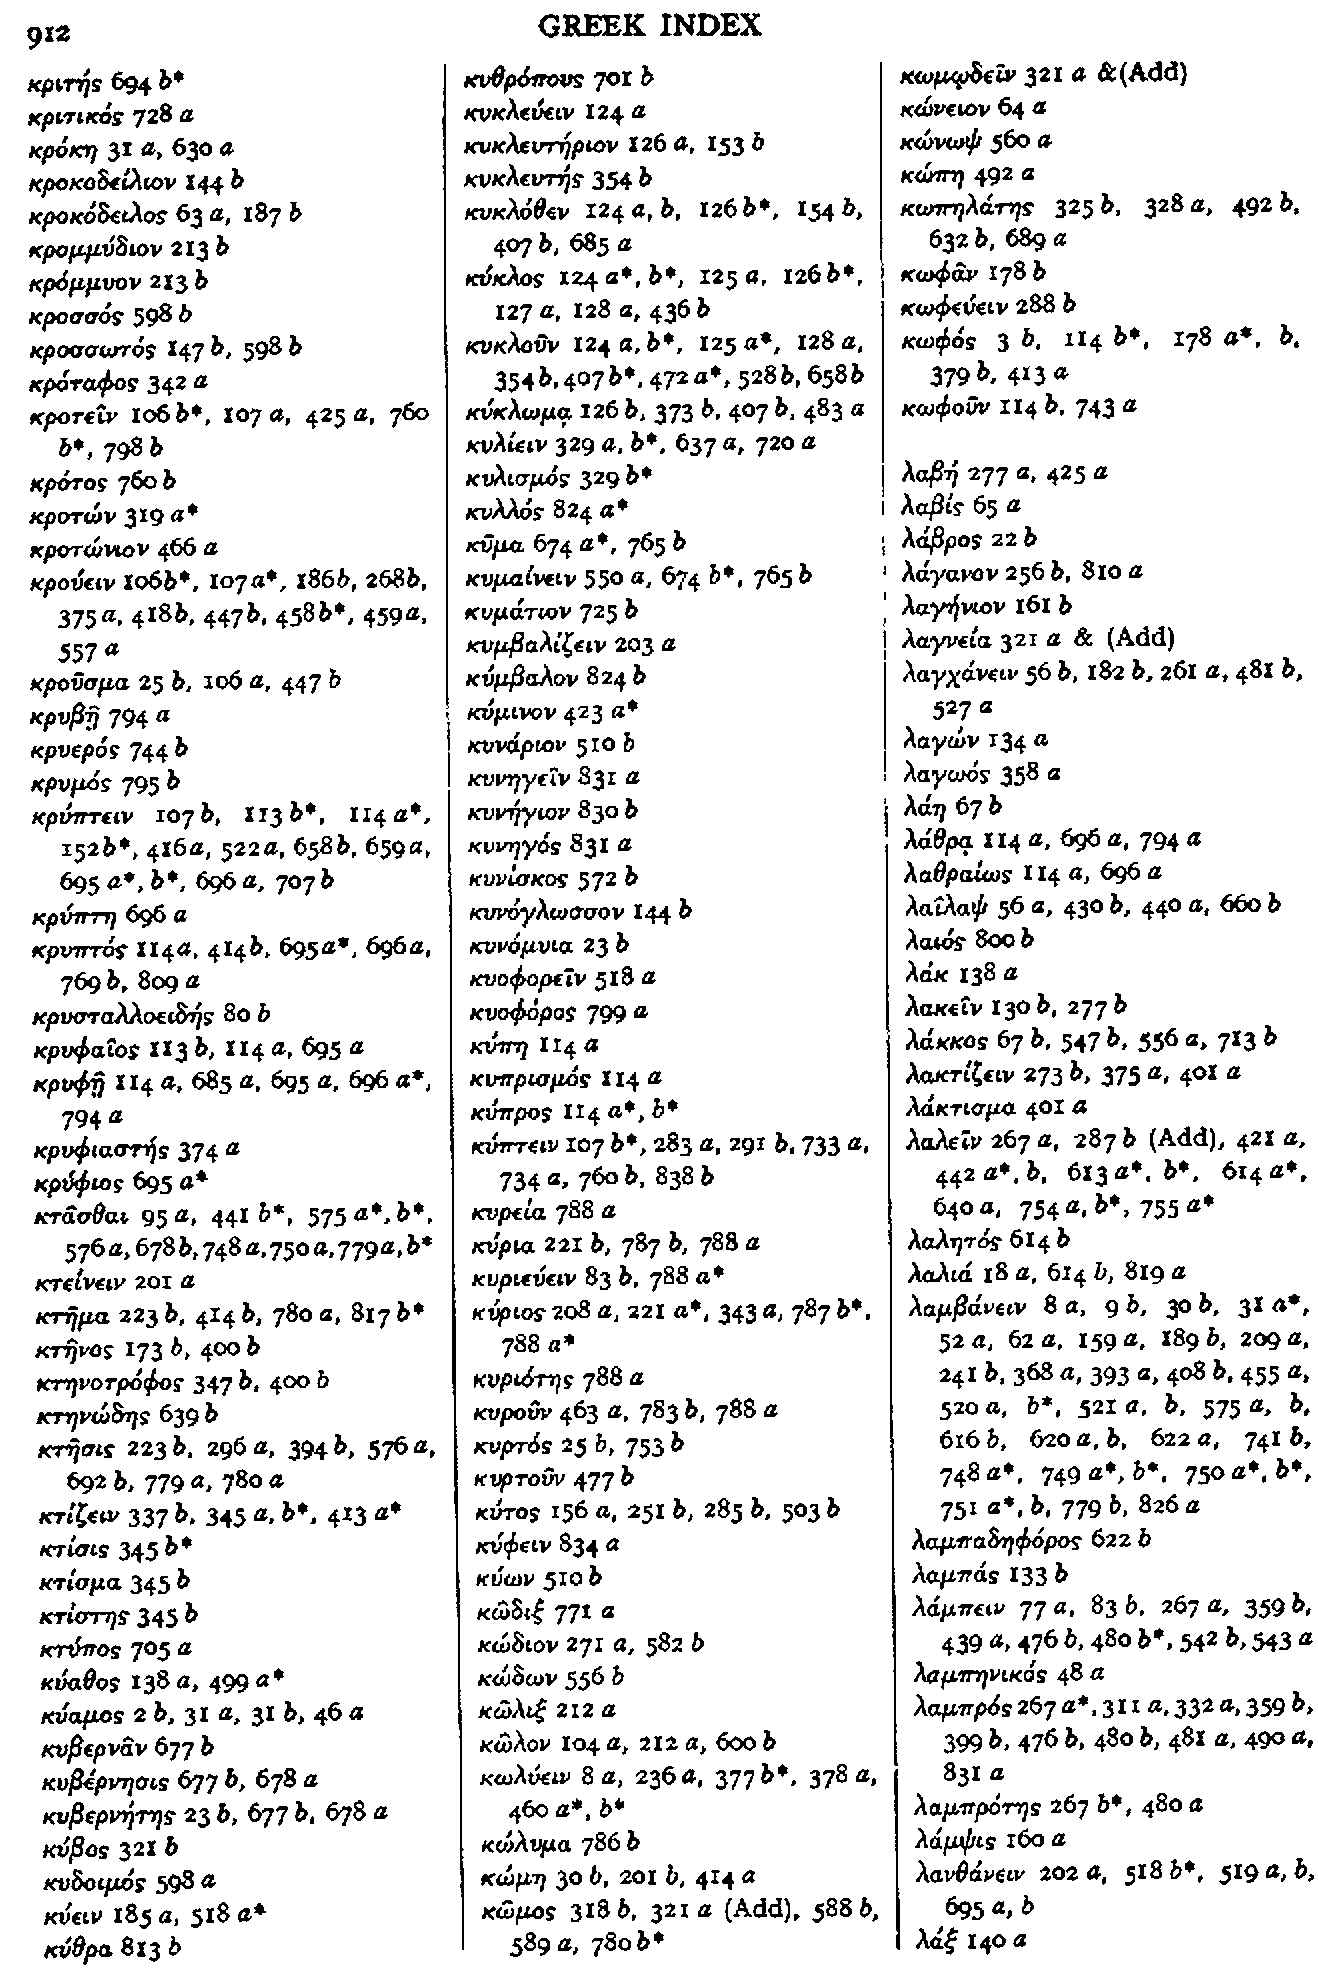 912
GREEK INDEX
κριτής 694 b*
κριτικός 728 a
κρόκη 31 a, 630 a
κροκοδείλιον 144 b
κροκόδειλος 63 a, 187 b
κρομμύδιον 213 b
κρόμμυον 213 b
κροσσός 598 b
κροσσωτός 147 b, 598 b
κρόταφος 342 a
κροτεῖν 106 b*, 107 a, 425 a, 760
b*, 798 b
κρότος 760 b
κροτών 319 a*
κροτώνιον 466 a
κρούειν 106b*, 107a*, 186b, 268b,
375 a, 418b, 447b, 458b*, 459a,
557 a
κροῦσμα 25 b, 106 a, 447 b
κρυβῇ 794 a
κρυερός 744 b
κρυμός 795 b
κρύπτειν 107 b, 113 b*, 114 a*,
152b*, 416a, 522a, 658b, 659a,
695 a*, b*, 696 a, 707 b
κρύπτη 696 a
κρυπτός 114a, 414b, 695a*, 696a,
769 b, 809 a
κρυσταλλοειδής 80 b
κρυφαῖος 113 b, 114 a, 695 a
κρυφῇ 114 a, 685 a, 695 a, 696 a*,
794 a
κρυφιαστής 374 a
κρύφιος 695 a*
κτᾶσθαι 95 a, 441 b*, 575 a*, b*,
576a, 678b, 748a, 750a, 779a, b*
κτείνειν 201 a
κτῆμα 223 b, 414 b, 780 a, 817 b*
κτῆνος 173 b, 400 b
κτηνοτρόφος 347 b, 400 b
κτηνώδης 639 b
κτῆσις 223 b, 296 a, 394 b, 576 a,
692 b, 779 a, 780 a
κτίζειν 337 b, 345 a, b*, 413 a*
κτίσις 345 b*
κτίσμα 345 b
κτίστης 345 b
κτύπος 705 a
κύαθος 138 a, 499 a*
κύαμος 2 b, 31 a, 31 b, 46 a
κυβερνᾶν 677 b
κυβέρνησις 677 b, 678 a
κυβερνήτης 23 b, 677 b, 678 a
κύβος 321 b
κυδοιμός 598 a
κύειν 185 a, 518 a*
κύθρα 813 b
κυθρόπους 701 b
κυκλεύειν 124 a
κυκλευτήριον 126 a, 153 b
κυκλευτής 354 b
κυκλόθεν 124 a, b, 126 b*, 154 b,
407 b, 685 a
κύκλος 124 a*, b*, 125 a, 126 b*,
127 a, 128 a, 436 b
κυκλοῦν 124 a, b*, 125 a*, 128 a,
354b, 407b*, 472a*, 528b, 658b
κύκλωμα 126 b, 373 b, 407 b, 483 a
κυλίειν 329 a, b*, 637 a, 720 a
κυλισμός 329 b*
κυλλός 824 a*
κῦμα 674 a*, 765 b
κυμαίνειν 550 a, 674 b*, 765 b
κυμάτιον 725 b
κυμβαλίζειν 203 a
κύμβαλον 824 b
κύμινον 423 a*
κυνάριον 510 b
κυνηγεῖν 831 a
κυνήγιον 830 b
κυνηγός 831 a
κυνίσκος 572 b
κυνόγλωσσον 144 b
κυνόμυια 23 b
κυοφορεῖν 518 a
κυοφόρος 799 a
κύπη 114 a
κυπρισμός 114 a
κύπρος 114 a*, b*
κύπτειν 107 b*, 283 a, 291 b, 733 a,
734 a, 760 b, 838 b
κυρεία 788 a
κύρια 221 b, 787 b, 788 a
κυριεύειν 83 b, 788 a*
κύριος 208 a, 221 a*, 343 a, 787 b*,
788 a*
κυριότης 788 a
κυροῦν 463 a, 783 b, 788 a
κυρτός 25 b, 753 b
κυρτοῦν 477 b
κύτος 156 a, 251 b, 285 b, 503 b
κύφειν 834 a
κύων 510 b
κῶδιξ 771 a
κώδιον 271 a, 582 b
κώδων 556 b
κῶλιξ 212 a
κῶλον 104 a, 212 a, 600 b
κωλύειν 8 a, 236 a, 377 b*, 378 a,
460 a*, b*
κώλυμα 786 b
κώμη 30 b, 201 b, 414 a
κῶμος 318 b, 321 a (Add), 588 b,
589 a, 780 b*
κωμῳδεῖν 321 a &(Add)
κώνειον 64 a
κώνωψ 560 a
κώπη 492 a
κωπηλάτης 325 b, 328 a, 492 b,
632 b, 689 a
κωφᾶν 178 b
κωφεύειν 288 b
κωφός 3 b, 114 b*, 178 a*, b,
379 b, 413 a
κωφοῦν 114 b, 743 a
λαβή 277 a, 425 a
λαβίς 65 a
λάβρος 22 b
λάγανον 256 b, 810 a
λαγήνιον 161 b
λαγνεία 321 a & (Add)
λαγχάνειν 56 b, 182 b, 261 a, 481 b,
527 a
λαγών 134 a
λαγωός 358 a
λάη 67 b
λάθρᾳ 114 a, 696 a, 794 a
λαθραίως 114 a, 696 a
λαῖλαψ 56 a, 430 b, 440 a, 660 b
λαιός 800 b
λάκ 138 a
λακεῖν 130 b, 277 b
λάκκος 67 b, 547 b, 556 a, 713 b
λακτίζειν 273 b, 375 a, 401 a
λάκτισμα 401 a
λαλεῖν 267 a, 287 b (Add), 421 a,
442 a*, b, 613 a*, b*, 614 a*,
640 a, 754 a, b*, 755 a*
λαλητός 614 b
λαλιά 18 a, 614 b, 819 a
λαμβάνειν 8 a, 9 b, 30 b, 31 a*,
52 a, 62 a, 159 a, 189 b, 209 a,
241 b, 368 a, 393 a, 408 b, 455 a,
520 a, b*, 521 a, b, 575 a, b,
616 b, 620 a, b, 622 a, 741 b,
748 a*, 749 a*, b*, 750 a*, b*,
751 a*, b, 779 b, 826 a
λαμπαδηφόρος 622 b
λαμπάς 133 b
λάμπειν 77 a, 83 b, 267 a, 359 b,
439 a, 476 b, 480 b*, 542 b, 543 a
λαμπηνικός 48 a
λαμπρός 267 a*, 311 a, 332 a, 359 b,
399 b, 476 b, 480 b, 481 a, 490 a,
831 a
λαμπρότης 267 b*, 480 a
λάμψις 160 a
λανθάνειν 202 a, 518 b*, 519 a, b,
695 a, b
λάξ 140 a